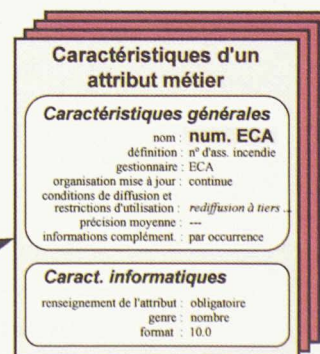 Caractéristiques d'un
attribut métier
Caractéristiques générales
nom : num. ECA
définition : n° d'ass. incendie
gestionnaire : ECA
organisation mise à jour : continue
conditions de diffusion et
restrictions d'utilisation : rediffusion à tiers ...
précision moyenne : ---
informations complément. : par occurrence
Caract. informatiques
renseignement de l'attribut : obligatoire
genre : nombre
format : 10.0